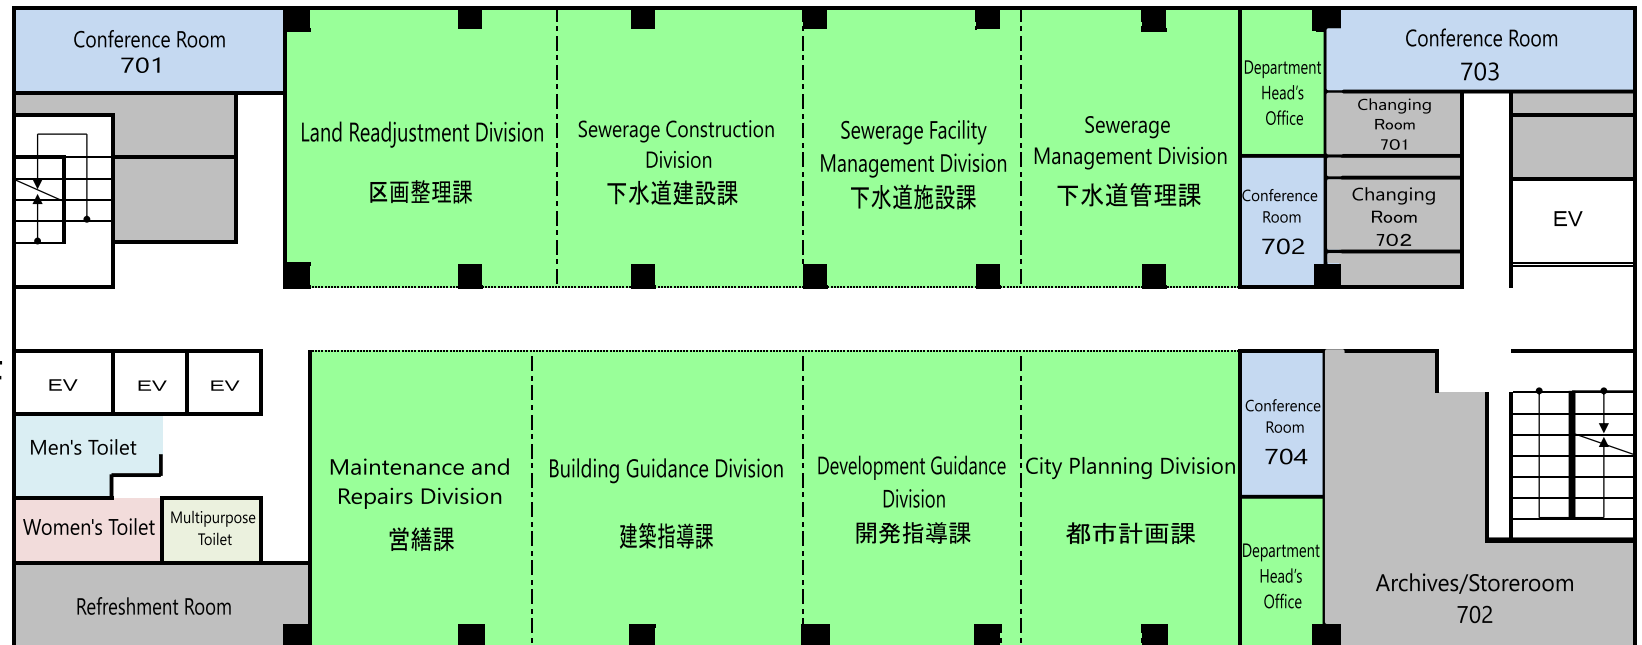 Conference Room
701
Land Readjustment Division
区画整理課
Sewerage Construction
Division
下水道建設課
Sewerage Facility
Management Division
下水道施設課
Sewerage
Management Division
下水道管理課
Department
Head's
Office
Conference
Room
702
Conference Room
703
Changing
Room
701
Changing
Room
702
EV
EV
EV
EV
Men's Toilet
Women's Toilet
Multipurpose
Toilet
Refreshment Room
Maintenance and
Repairs Division
営繕課
Building Guidance Division
建築指導課
Development Guidance
Division
開発指導課
City Planning Division
都市計画課
Conference
Room
704
Department
Head's
Office
Archives/Storeroom
702